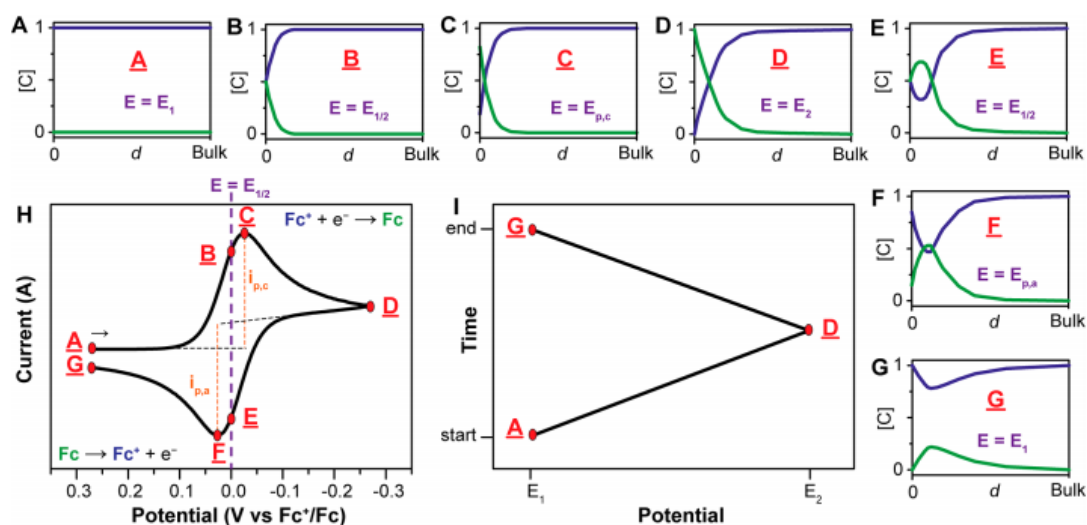 A
1
[C]
0
A
E = E₁
0 d Bulk
B
1
B
E = E₁/₂
0
0 d Bulk
C
1
C
E = Eₚ,c
0
0 d Bulk
D
1
D
E = E₂
0
0 d Bulk
E
1
[C]
E
E = E₁/₂
0
0 d Bulk
E = E₁/₂
H
C
Fc⁺ + e⁻ → Fc
B
iₚ,c
D
A →
G
iₚ,a
E
F
Fc → Fc⁺ + e⁻
Current (A)
0.3 0.2 0.1 0.0 -0.1 -0.2 -0.3
Potential (V vs Fc⁺/Fc)
I
end
G
Time
D
start
A
E₁ E₂
Potential
F
1
[C]
F
E = Eₚ,a
0
0 d Bulk
G
1
[C]
G
E = E₁
0
0 d Bulk